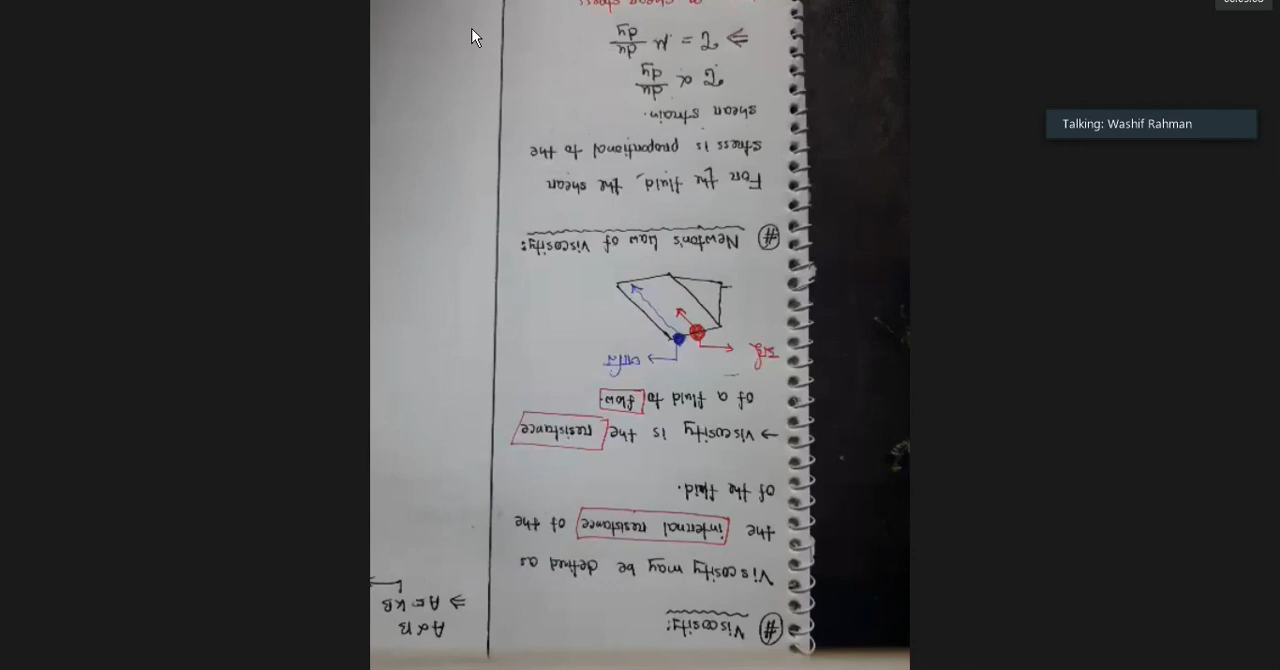 # Viscosity:
Viscosity may be defined as
the internal resistance of the
of the fluid.
→ viscosity is the resistance
of a fluid to flow.
# Newton's Law of Viscosity:
For the fluid, the shear
stress is proportional to the
shear strain.
τ α du/dy
⇒ τ = μ du/dy
A α B
⇒ A = KB
Talking: Washif Rahman